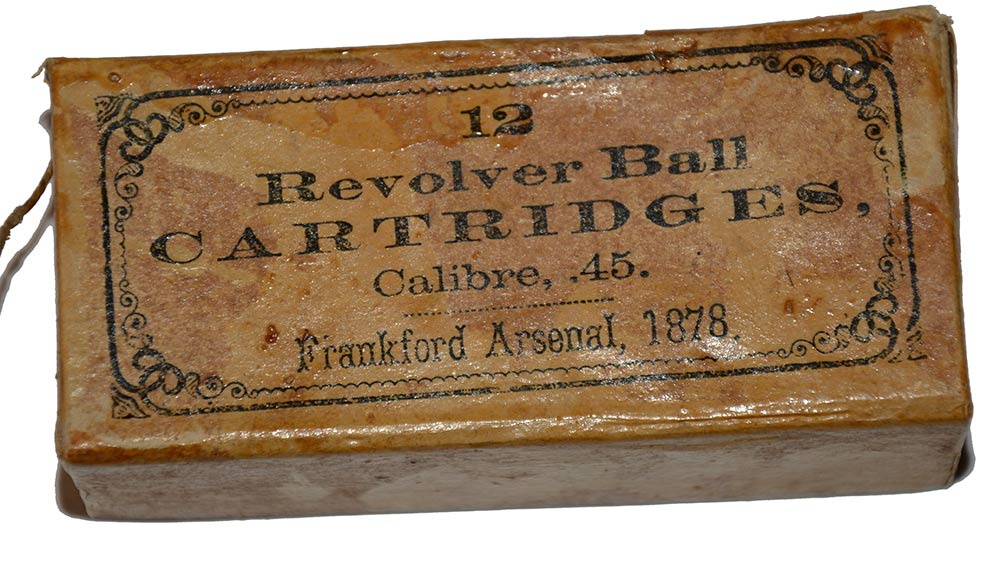 12
Revolver Ball
CARTRIDGES,
Calibre, .45.
Frankford Arsenal, 1878.